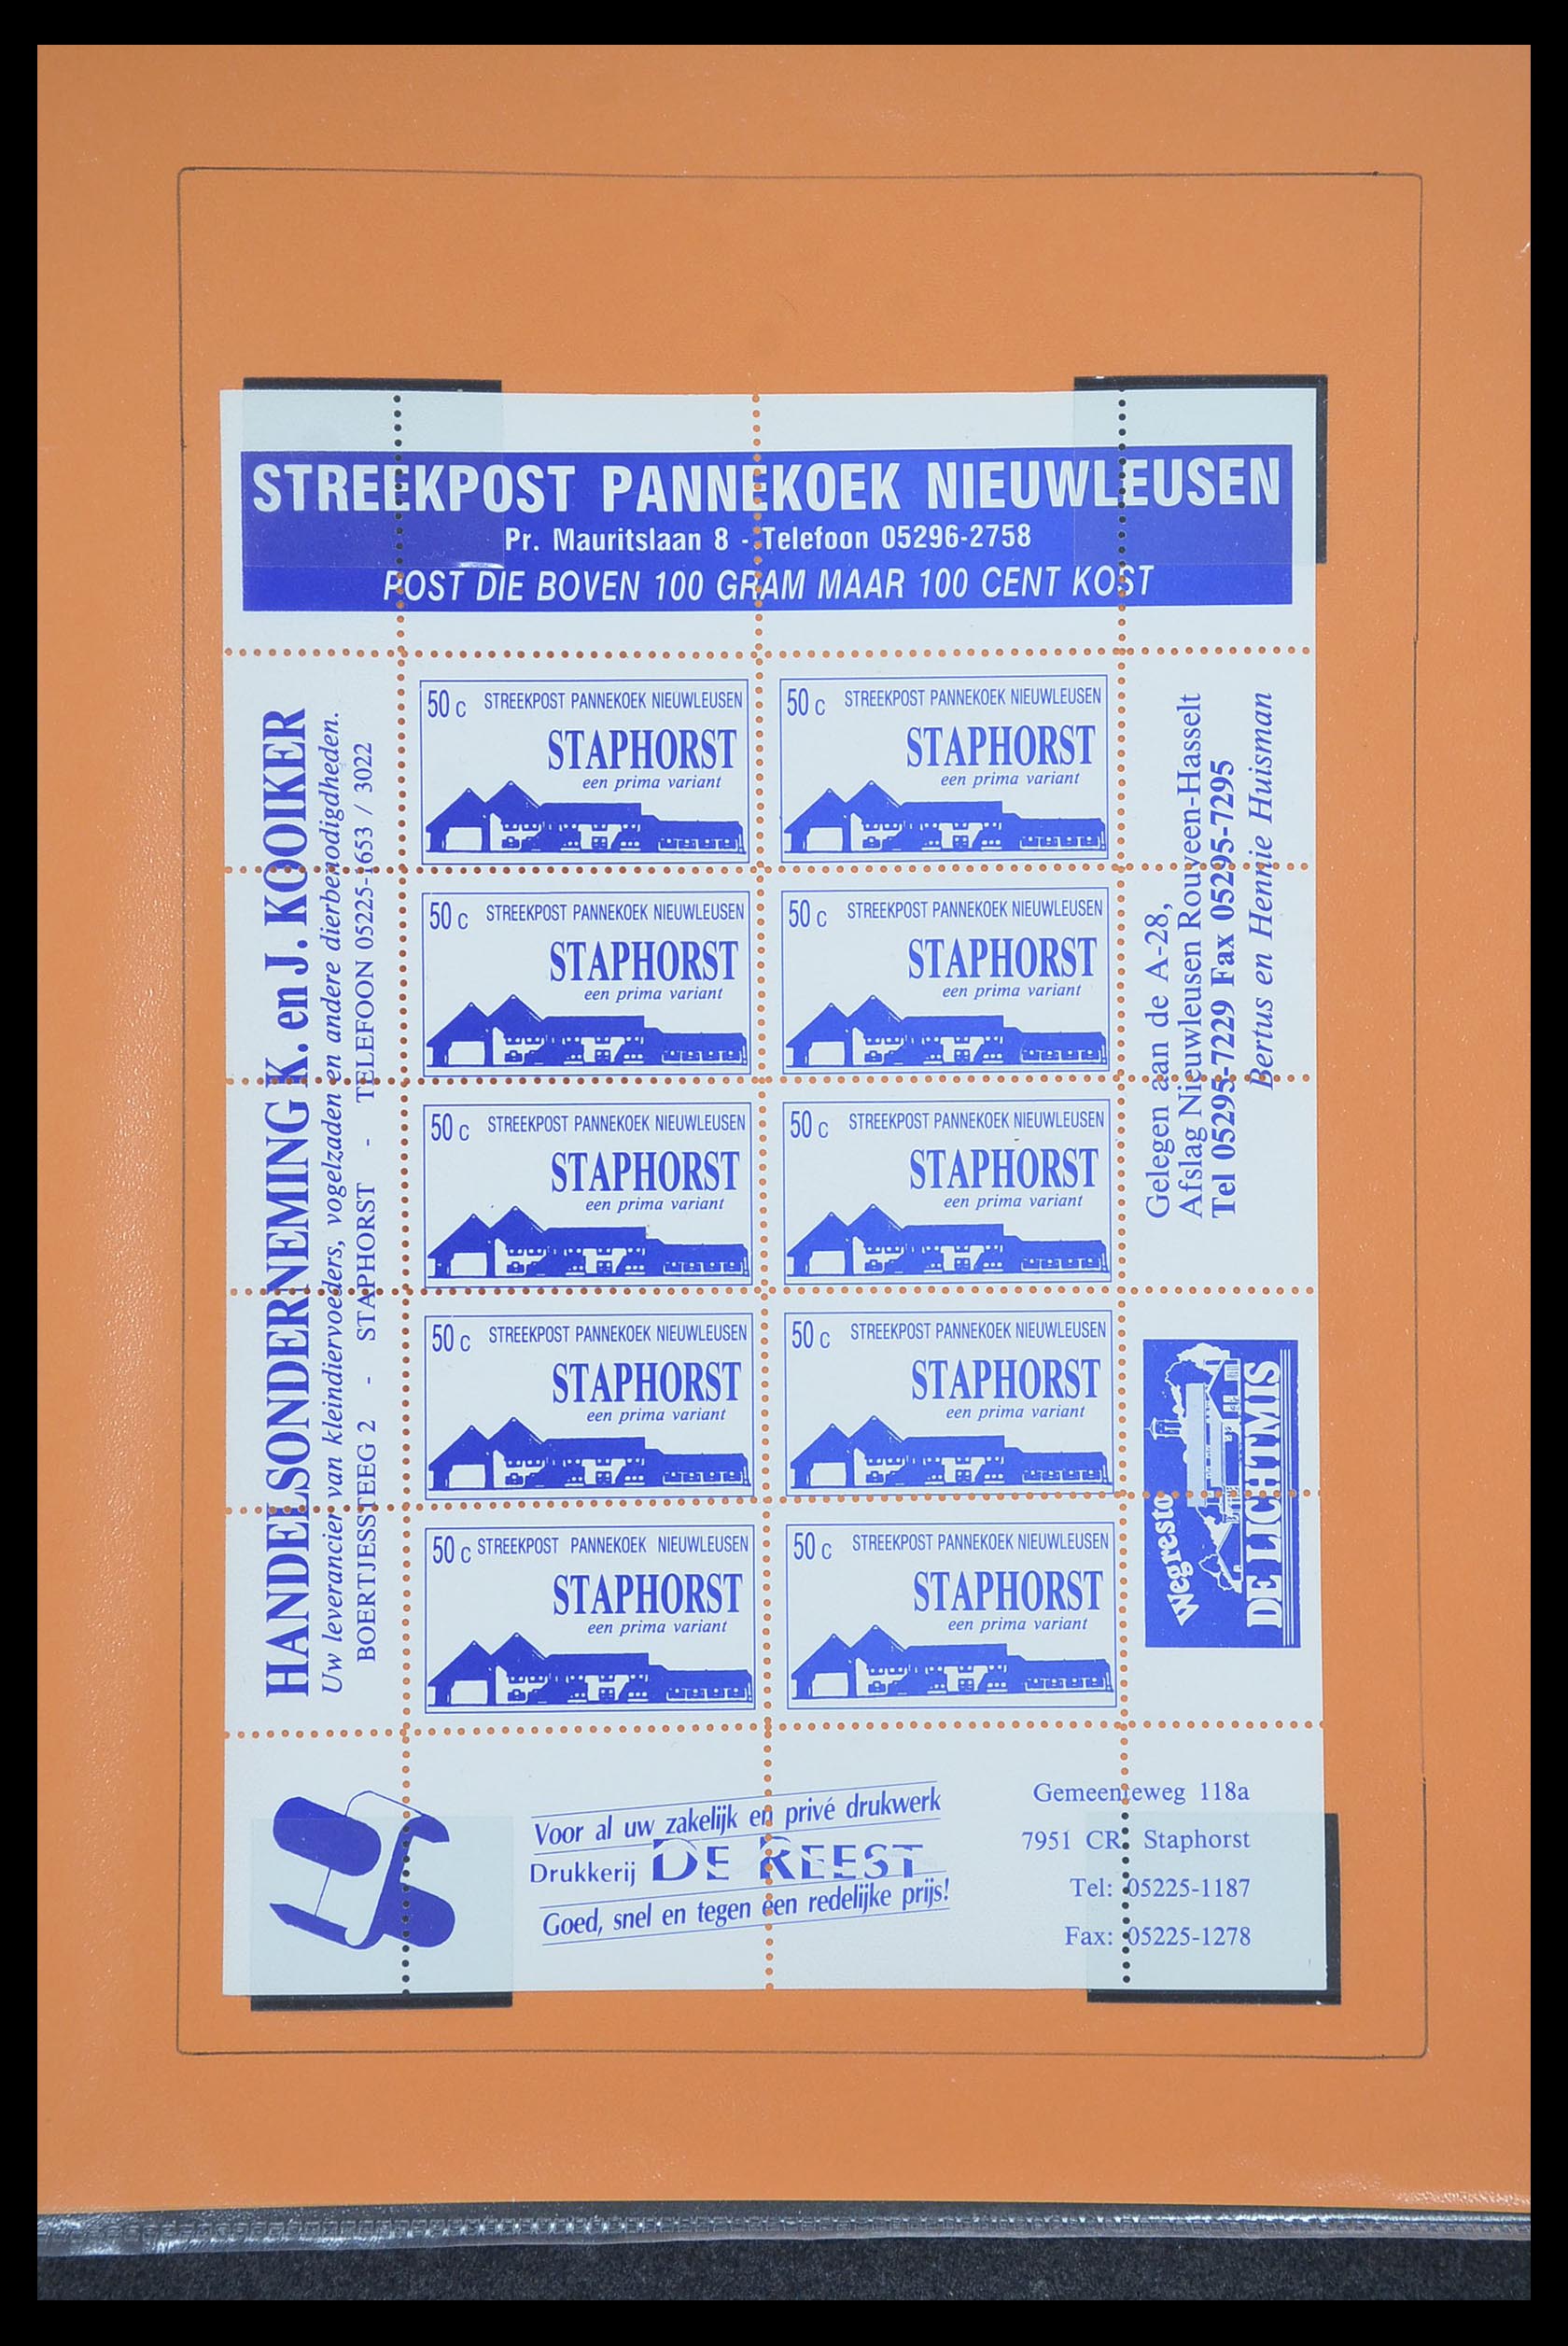 STREEKPOST PANNEKOEK NIEUWLEUSEN
Pr. Mauritslaan 8 - Telefoon 05296-2758
POST DIE BOVEN 100 GRAM MAAR 100 CENT KOST
HANDELSONDERNEMING K. en J. KOOIKER
Uw leverancier van kleindiervoeders, vogelzaden en andere dierbenodigdheden.
BOERTJESSTEEG 2 - STAPHORST - TELEFOON 05225-1653 / 3022
50 c STREEKPOST PANNEKOEK NIEUWLEUSEN
STAPHORST
een prima variant
50 c STREEKPOST PANNEKOEK NIEUWLEUSEN
STAPHORST
een prima variant
50 c STREEKPOST PANNEKOEK NIEUWLEUSEN
STAPHORST
een prima variant
50 c STREEKPOST PANNEKOEK NIEUWLEUSEN
STAPHORST
een prima variant
50 c STREEKPOST PANNEKOEK NIEUWLEUSEN
STAPHORST
een prima variant
50 c STREEKPOST PANNEKOEK NIEUWLEUSEN
STAPHORST
een prima variant
50 c STREEKPOST PANNEKOEK NIEUWLEUSEN
STAPHORST
een prima variant
50 c STREEKPOST PANNEKOEK NIEUWLEUSEN
STAPHORST
een prima variant
50 c STREEKPOST PANNEKOEK NIEUWLEUSEN
STAPHORST
een prima variant
50 c STREEKPOST PANNEKOEK NIEUWLEUSEN
STAPHORST
een prima variant
Gelegen aan de A-28,
Afslag Nieuwleusen Rouveen-Hasselt
Tel 05295-7229 Fax 05295-7295
Bertus en Hennie Huisman
Wegresto
DE LICHTMIS
Voor al uw zakelijk en privé drukwerk
Drukkerij DE REEST
Goed, snel en tegen een redelijke prijs!
Gemeenteweg 118a
7951 CR Staphorst
Tel: 05225-1187
Fax: 05225-1278